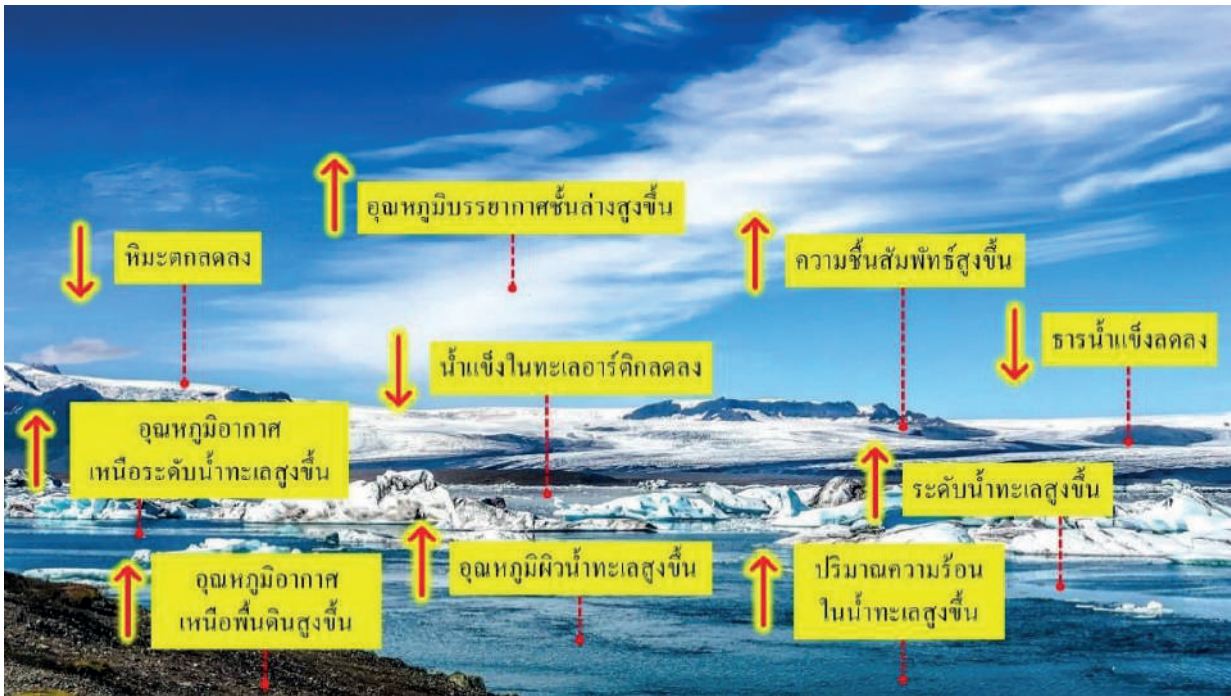 อุณหภูมิบรรยากาศชั้นล่างสูงขึ้น
หิมะตกลดลง
ความชื้นสัมพัทธ์สูงขึ้น
ธารน้ำแข็งลดลง
น้ำแข็งในทะเลอาร์ติกลดลง
อุณหภูมิอากาศ
เหนือระดับน้ำทะเลสูงขึ้น
ระดับน้ำทะเลสูงขึ้น
อุณหภูมิผิวน้ำทะเลสูงขึ้น
ปริมาณความร้อน
ในน้ำทะเลสูงขึ้น
อุณหภูมิอากาศ
เหนือพื้นดินสูงขึ้น